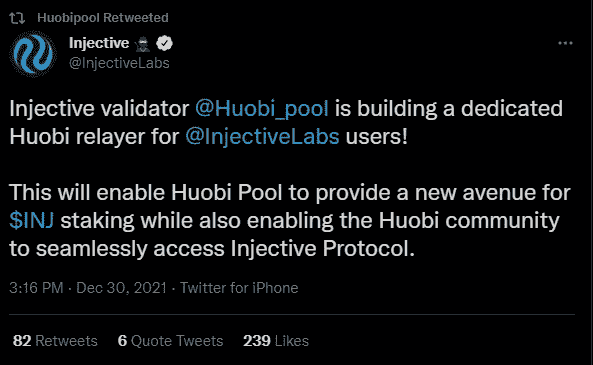 Huobipool Retweeted
Injective
@InjectiveLabs
Injective validator @Huobi_pool is building a dedicated
Huobi relayer for @InjectiveLabs users!
This will enable Huobi Pool to provide a new avenue for
$INJ staking while also enabling the Huobi community
to seamlessly access Injective Protocol.
3:16 PM · Dec 30, 2021 · Twitter for iPhone
82 Retweets 6 Quote Tweets 239 Likes